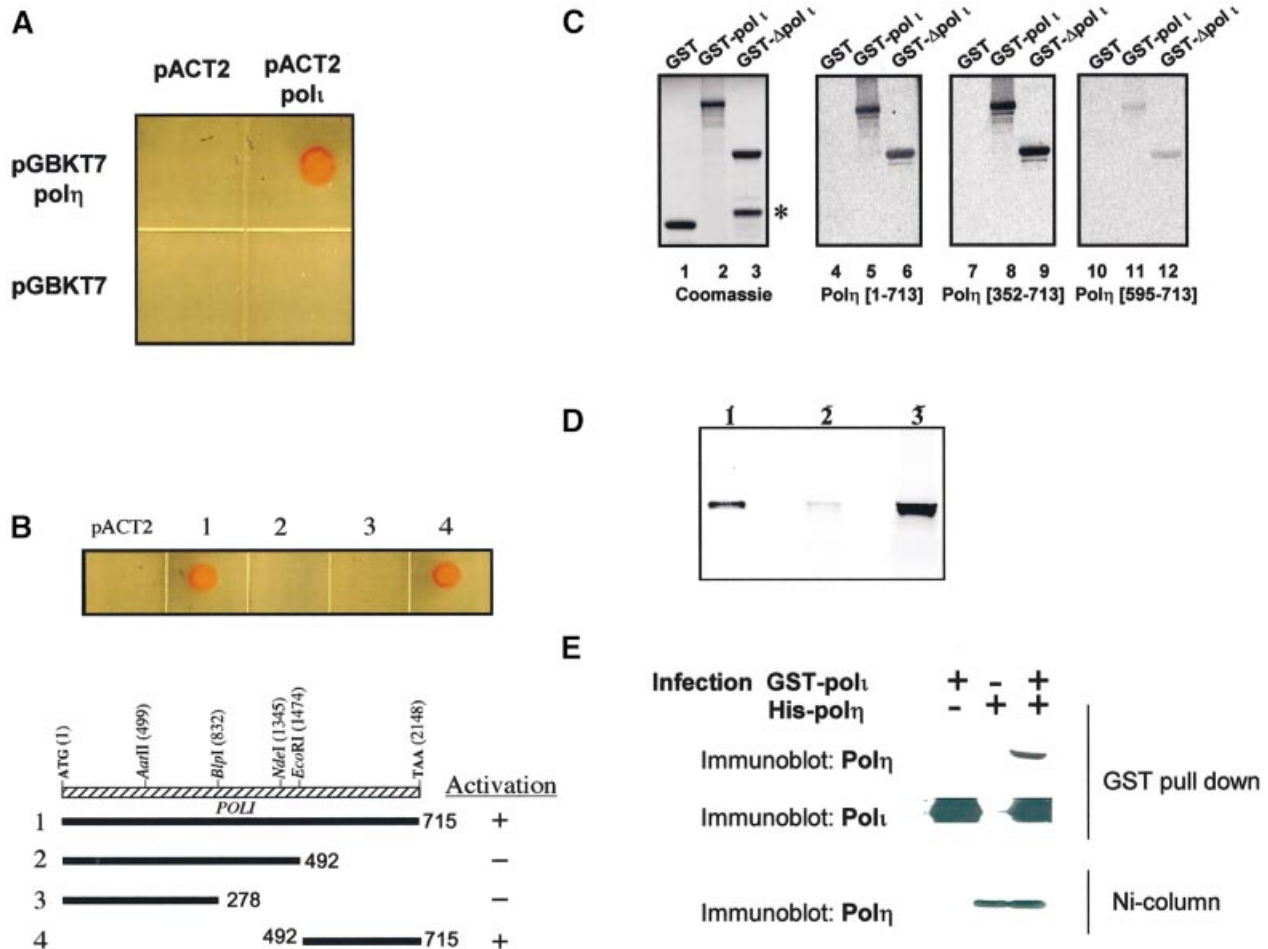 A
pACT2
pACT2
polι
pGBKT7
polη
pGBKT7
B
pACT2 1 2 3 4
ATG (1)
AatII (499)
BlpI (832)
NdeI (1345)
EcoRI (1474)
TAA (2148)
Activation
POLI
1 715 +
2 492 −
3 278 −
4 492 715 +
C
GST GST-pol ι GST-Δpol ι
GST GST-pol ι GST-Δpol ι
GST GST-pol ι GST-Δpol ι
GST GST-pol ι GST-Δpol ι
*
1 2 3 4 5 6 7 8 9 10 11 12
Coomassie Polη [1-713] Polη [352-713] Polη [595-713]
D
1 2 3
E
Infection GST-polι + - +
His-polη - + +
Immunoblot: Polη
GST pull down
Immunoblot: Polι
Immunoblot: Polη
Ni-column